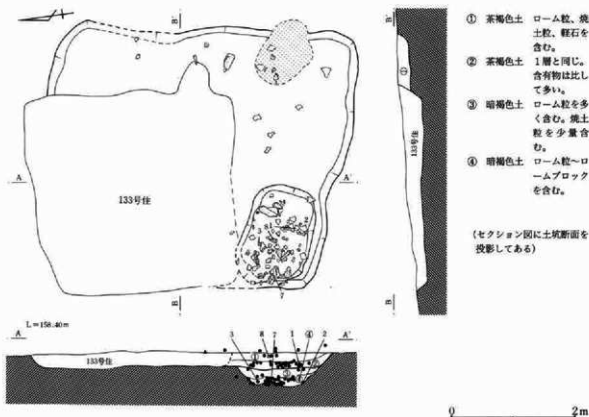 ① 茶褐色土 ローム粒、焼
土粒、軽石を
含む。
② 茶褐色土 1層と同じ。
含有物は比し
て多い。
③ 暗褐色土 ローム粒を多
く含む。焼土
粒を少量含
む。
④ 暗褐色土 ローム粒~ロ
ームブロック
を含む。
(セクション図に土坑断面を
投影してある)
B
A
A'
133号住
B
B
133号住
B
L=158.40m
A
A'
133号住
3
8
7
1
④
2
0
2m